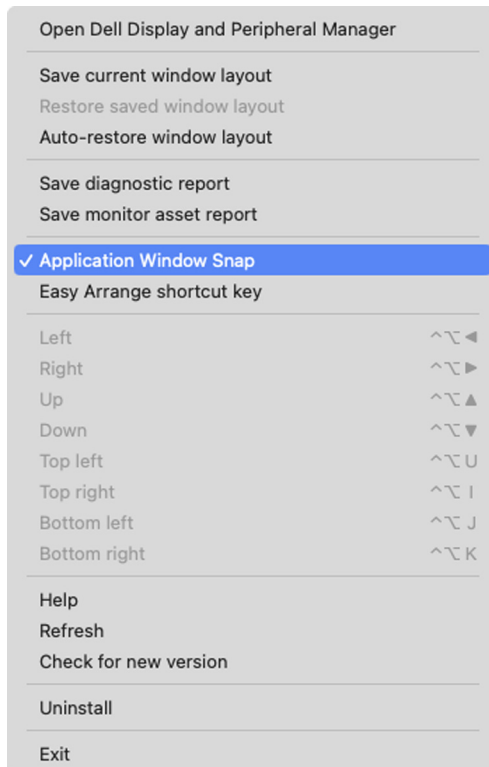 Open Dell Display and Peripheral Manager
Save current window layout
Restore saved window layout
Auto-restore window layout
Save diagnostic report
Save monitor asset report
✓ Application Window Snap
Easy Arrange shortcut key
Left ^⌥◀
Right ^⌥▶
Up ^⌥▲
Down ^⌥▼
Top left ^⌥U
Top right ^⌥I
Bottom left ^⌥J
Bottom right ^⌥K
Help
Refresh
Check for new version
Uninstall
Exit